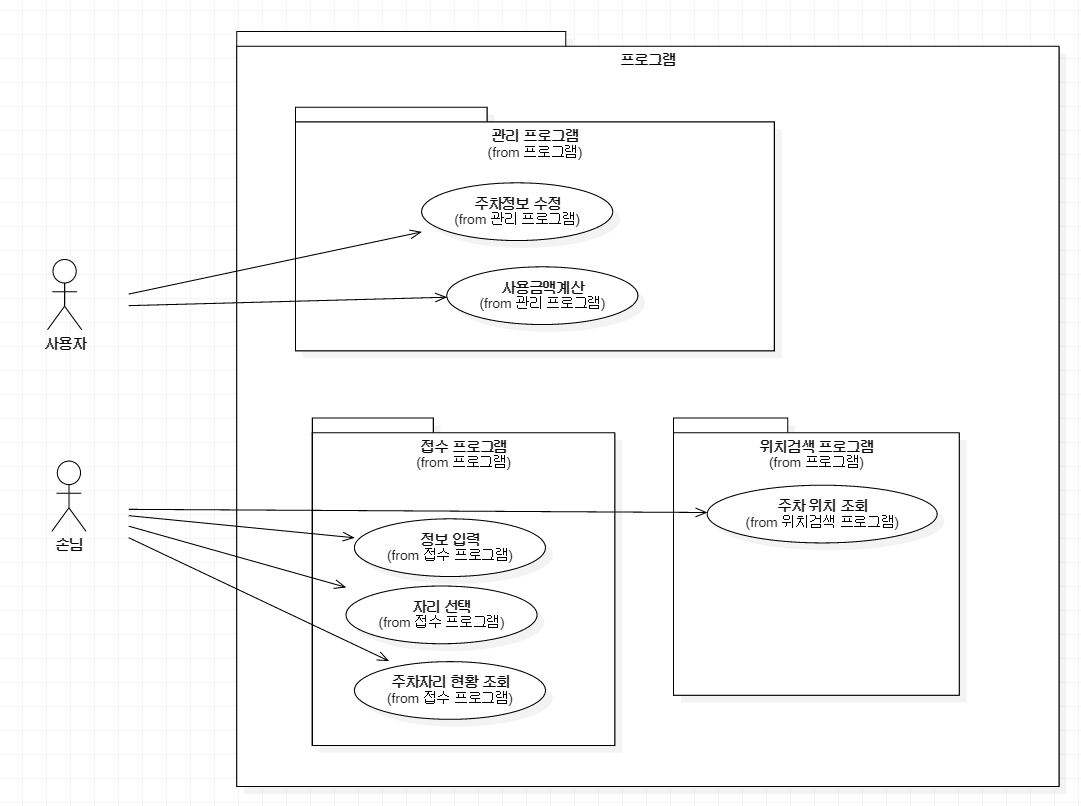 프로그램
관리 프로그램
(from 프로그램)
주차정보 수정
(from 관리 프로그램)
사용금액계산
(from 관리 프로그램)
사용자
접수 프로그램
(from 프로그램)
위치검색 프로그램
(from 프로그램)
주차 위치 조회
(from 위치검색 프로그램)
손님
정보 입력
(from 접수 프로그램)
자리 선택
(from 접수 프로그램)
주차자리 현황 조회
(from 접수 프로그램)